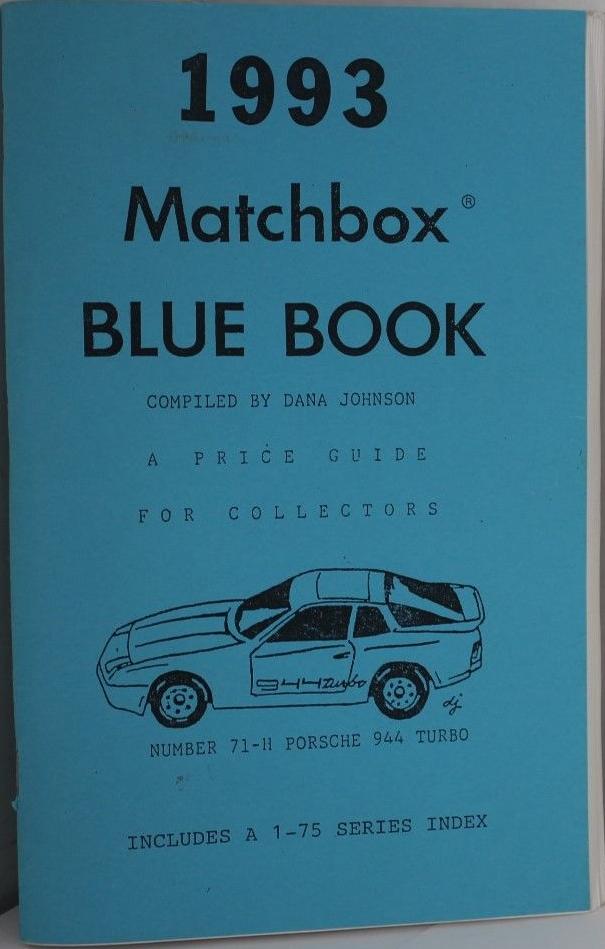 1993
Matchbox®
BLUE BOOK
COMPILED BY DANA JOHNSON
A PRICE GUIDE
FOR COLLECTORS
944 turbo
dj
NUMBER 71-H PORSCHE 944 TURBO
INCLUDES A 1-75 SERIES INDEX